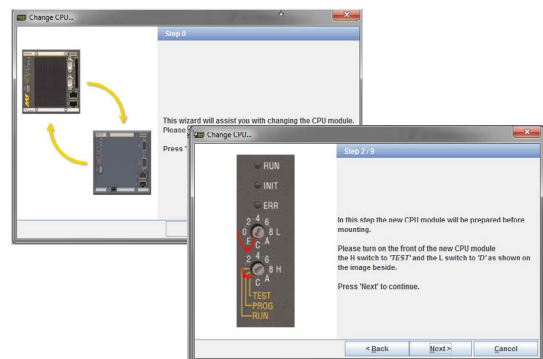 Change CPU...
Step 0
This wizard will assist you with changing the CPU module.
Please
Press '
Change CPU...
Step 2 / 9
RUN
INIT
ERR
2 4 6
0 8 L
F C A
2 4 6
8 H
C A
TEST
PROG
RUN
In this step the new CPU module will be prepared before
mounting.
Please turn on the front of the new CPU module
the H switch to 'TEST' and the L switch to 'D' as shown on
the image beside.
Press 'Next' to continue.
< Back
Next >
Cancel